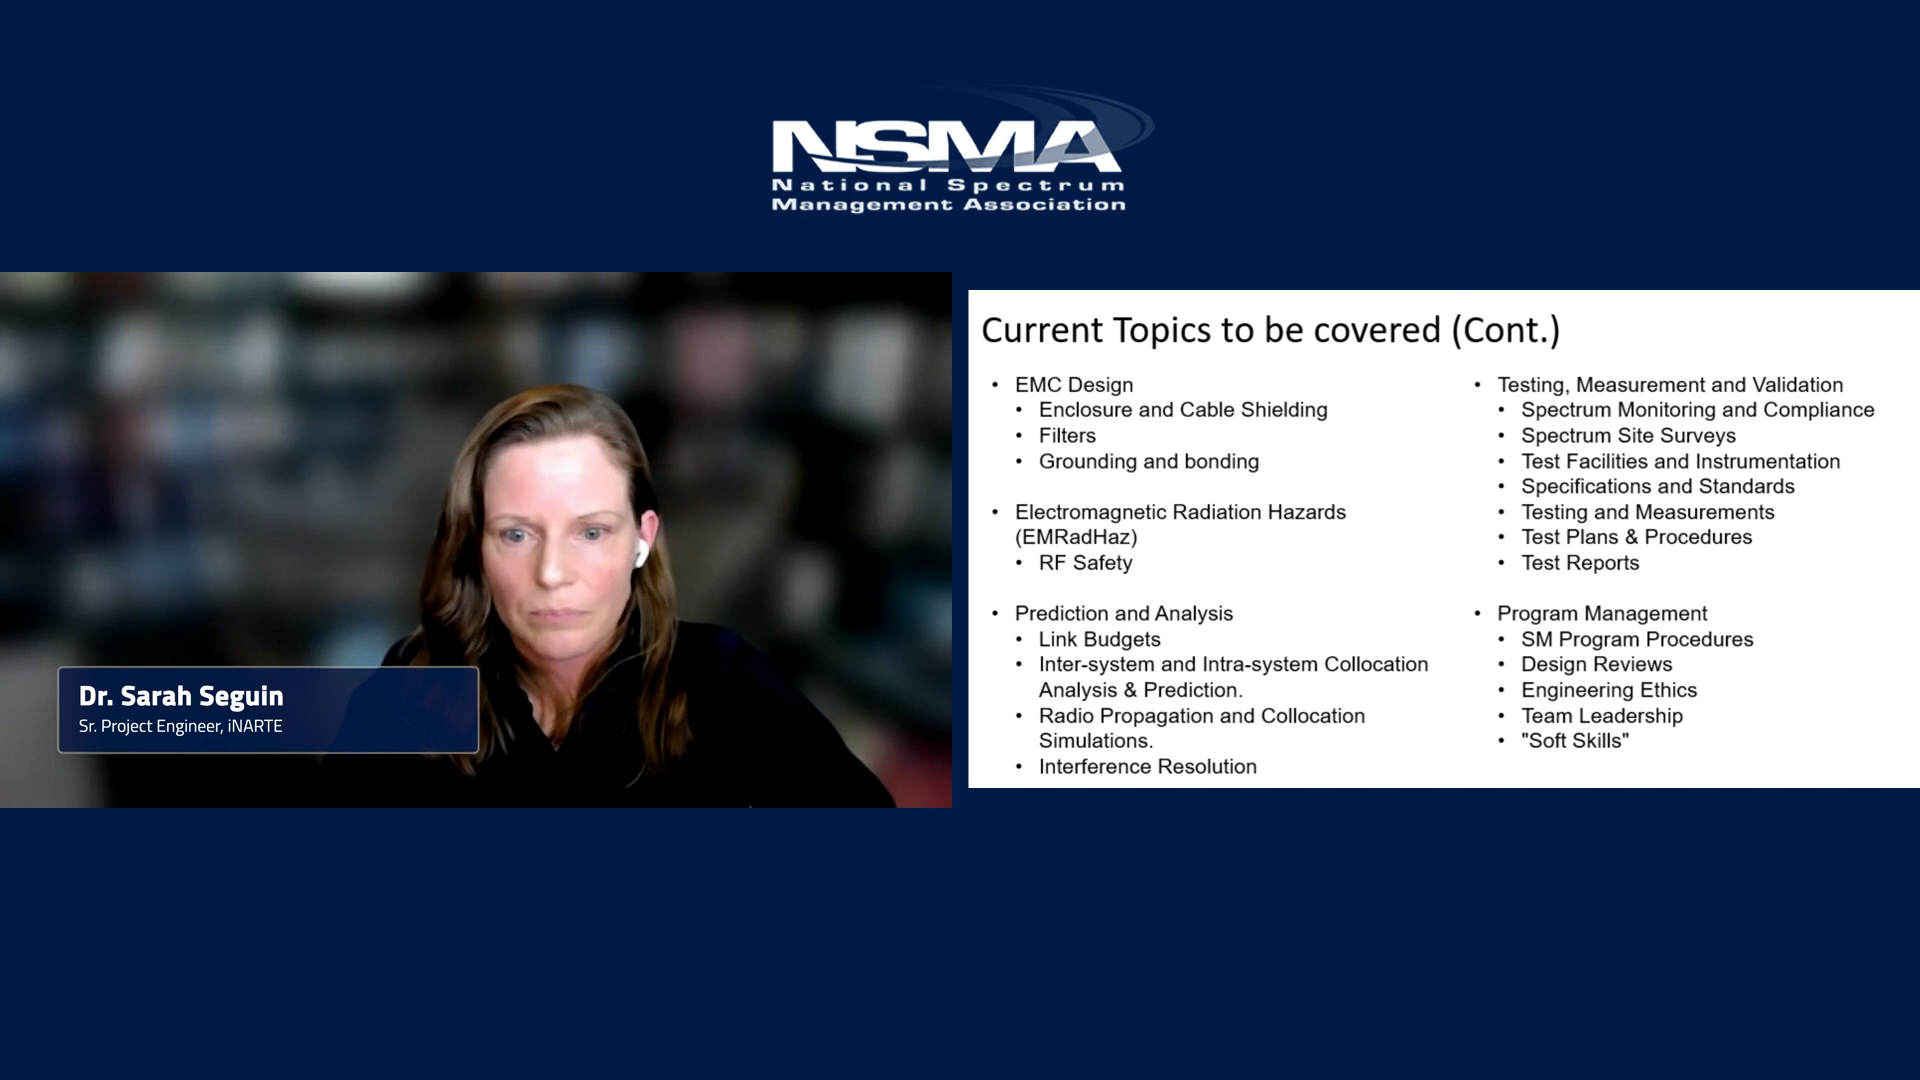 NSMA
National Spectrum
Management Association
Dr. Sarah Seguin
Sr. Project Engineer, iNARTE
Current Topics to be covered (Cont.)
• EMC Design
• Enclosure and Cable Shielding
• Filters
• Grounding and bonding
• Electromagnetic Radiation Hazards
(EMRadHaz)
• RF Safety
• Prediction and Analysis
• Link Budgets
• Inter-system and Intra-system Collocation
Analysis & Prediction.
• Radio Propagation and Collocation
Simulations.
• Interference Resolution
• Testing, Measurement and Validation
• Spectrum Monitoring and Compliance
• Spectrum Site Surveys
• Test Facilities and Instrumentation
• Specifications and Standards
• Testing and Measurements
• Test Plans & Procedures
• Test Reports
• Program Management
• SM Program Procedures
• Design Reviews
• Engineering Ethics
• Team Leadership
• "Soft Skills"